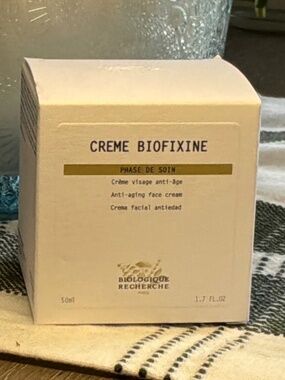 CREME BIOFIXINE
PHASE DE SOIN
Crème visage anti-âge
Anti-aging face cream
Crema facial antiedad
BIOLOGIQUE
RECHERCHE
PARIS
50ml 1.7 FL.OZ